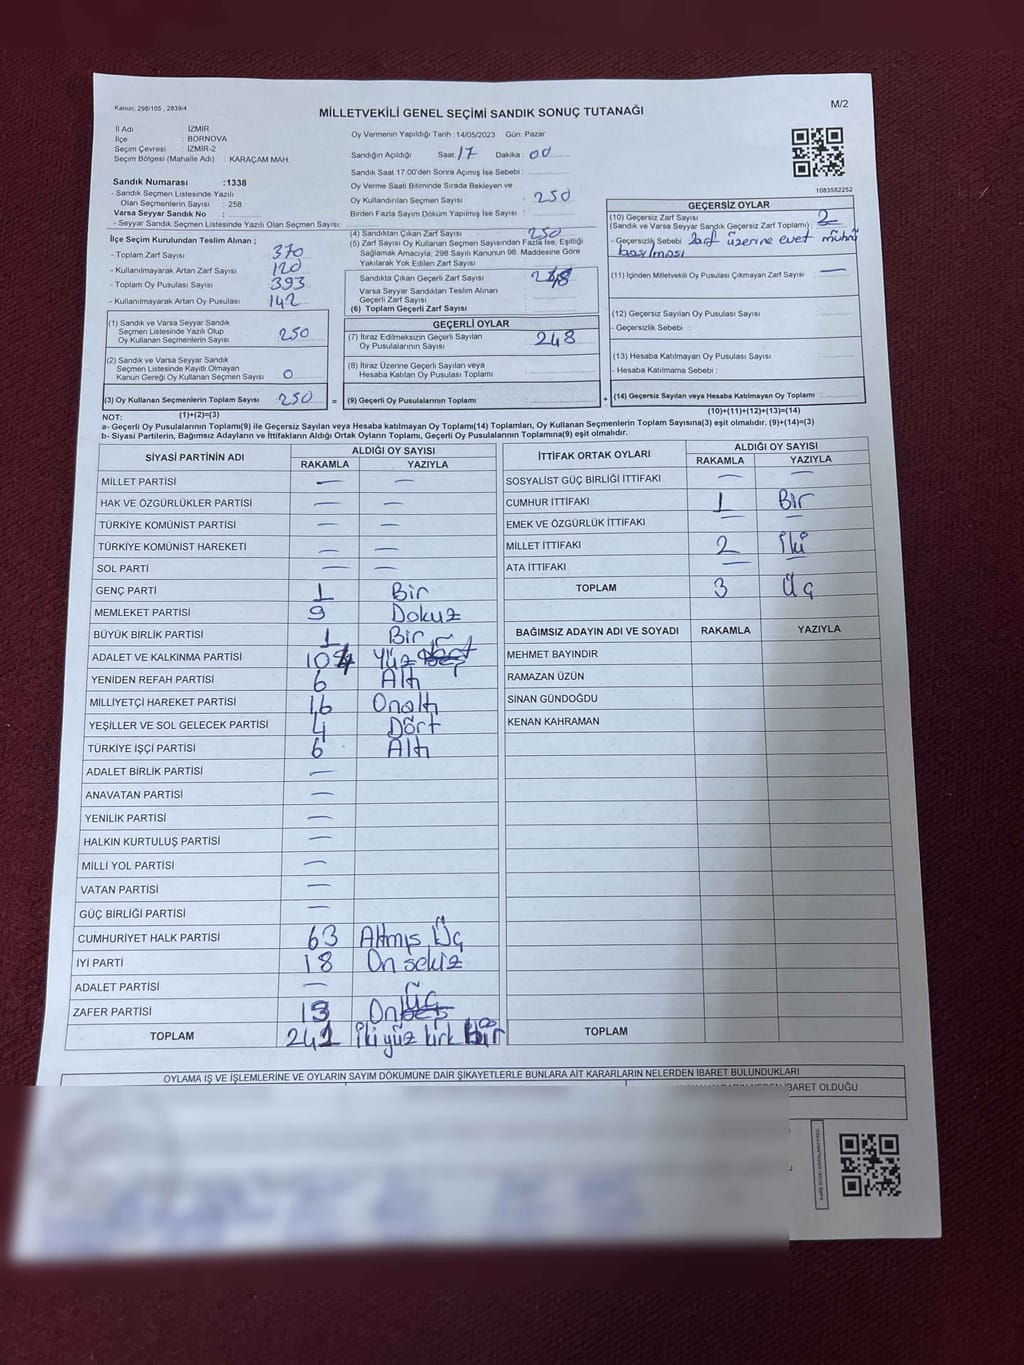 Kanun: 298/105 , 2839/4
M/2
MİLLETVEKİLİ GENEL SEÇİMİ SANDIK SONUÇ TUTANAĞI
İl Adı : İZMİR
İlçe : BORNOVA
Seçim Çevresi : İZMİR-2
Seçim Bölgesi (Mahalle Adı) : KARAÇAM MAH.
Sandık Numarası :1338
- Sandık Seçmen Listesinde Yazılı
Olan Seçmenlerin Sayısı : 258
Varsa Seyyar Sandık No :
- Seyyar Sandık Seçmen Listesinde Yazılı Olan Seçmen Sayısı:
Oy Vermenin Yapıldığı Tarih :14/05/2023 Gün: Pazar
Sandığın Açıldığı Saat: 17 Dakika : 00
Sandık Saat 17:00'den Sonra Açımış İse Sebebi :
Oy Verme Saati Bitiminde Sırada Bekleyen ve
Oy Kullandırılan Seçmen Sayısı : 250
Birden Fazla Sayım Döküm Yapılmış İse Sayısı :
1083582252
İlçe Seçim Kurulundan Teslim Alınan ;
- Toplam Zarf Sayısı : 370
- Kullanılmayarak Artan Zarf Sayısı : 120
- Toplam Oy Pusulası Sayısı : 393
- Kullanılmayarak Artan Oy Pusulası : 142
(4) Sandıktan Çıkan Zarf Sayısı : 250
(5) Zarf Sayısı Oy Kullanan Seçmen Sayısından Fazla İse, Eşitliği
Sağlamak Amacıyla, 298 Sayılı Kanunun 98. Maddesine Göre
Yakılarak Yok Edilen Zarf Sayısı :
Sandıkta Çıkan Geçerli Zarf Sayısı : 248
Varsa Seyyar Sandıktan Teslim Alınan
Geçerli Zarf Sayısı :
(6) Toplam Geçerli Zarf Sayısı :
GEÇERSİZ OYLAR
(10) Geçersiz Zarf Sayısı : 2
(Sandık ve Varsa Seyyar Sandık Geçersiz Zarf Toplamı)
- Geçersizlik Sebebi : Zarf üzerine evet mührü
basılması
(11) İçinden Milletvekili Oy Pusulası Çıkmayan Zarf Sayısı : —
(12) Geçersiz Sayılan Oy Pusulası Sayısı :
- Geçersizlik Sebebi :
(13) Hesaba Katılmayan Oy Pusulası Sayısı :
- Hesaba Katılmama Sebebi :
(14) Geçersiz Sayılan veya Hesaba Katılmayan Oy Toplamı :
(1) Sandık ve Varsa Seyyar Sandık
Seçmen Listesinde Yazılı Olup
Oy Kullanan Seçmenlerin Sayısı : 250
(2) Sandık ve Varsa Seyyar Sandık
Seçmen Listesinde Kayıtlı Olmayan
Kanun Gereği Oy Kullanan Seçmen Sayısı : 0
(3) Oy Kullanan Seçmenlerin Toplam Sayısı : 250
GEÇERLİ OYLAR
(7) İtiraz Edilmeksizin Geçerli Sayılan
Oy Pusulalarının Sayısı : 248
(8) İtiraz Üzerine Geçerli Sayılan veya
Hesaba Katılan Oy Pusulası Toplamı :
= (9) Geçerli Oy Pusulalarının Toplamı : +
NOT: (1)+(2)=(3) (10)+(11)+(12)+(13)=(14)
a- Geçerli Oy Pusulalarının Toplamı(9) ile Geçersiz Sayılan veya Hesaba katılmayan Oy Toplamı(14) Toplamları, Oy Kullanan Seçmenlerin Toplam Sayısına(3) eşit olmalıdır. (9)+(14)=(3)
b- Siyasi Partilerin, Bağımsız Adayların ve İttifakların Aldığı Ortak Oyların Toplamı, Geçerli Oy Pusulalarının Toplamına(9) eşit olmalıdır.
SİYASİ PARTİNİN ADI ALDIĞI OY SAYISI
RAKAMLA YAZIYLA
MİLLET PARTİSİ — —
HAK VE ÖZGÜRLÜKLER PARTİSİ — —
TÜRKİYE KOMÜNİST PARTİSİ — —
TÜRKİYE KOMÜNİST HAREKETİ — —
SOL PARTİ — —
GENÇ PARTİ 1 Bir
MEMLEKET PARTİSİ 9 Dokuz
BÜYÜK BİRLİK PARTİSİ 1 Bir
ADALET VE KALKINMA PARTİSİ 104 Yüz Dört
YENİDEN REFAH PARTİSİ 6 Altı
MİLLİYETÇİ HAREKET PARTİSİ 16 Onaltı
YEŞİLLER VE SOL GELECEK PARTİSİ 4 Dört
TÜRKİYE İŞÇİ PARTİSİ 6 Altı
ADALET BİRLİK PARTİSİ —
ANAVATAN PARTİSİ —
YENİLİK PARTİSİ —
HALKIN KURTULUŞ PARTİSİ —
MİLLİ YOL PARTİSİ —
VATAN PARTİSİ —
GÜÇ BİRLİĞİ PARTİSİ —
CUMHURİYET HALK PARTİSİ 63 Altmış Üç
İYİ PARTİ 18 On sekiz
ADALET PARTİSİ —
ZAFER PARTİSİ 13 On Üç
TOPLAM 241 İki yüz kırk Bir
İTTİFAK ORTAK OYLARI ALDIĞI OY SAYISI
RAKAMLA YAZIYLA
SOSYALİST GÜÇ BİRLİĞİ İTTİFAKI — —
CUMHUR İTTİFAKI 1 Bir
EMEK VE ÖZGÜRLÜK İTTİFAKI — —
MİLLET İTTİFAKI 2 İki
ATA İTTİFAKI — —
TOPLAM 3 Üç
BAĞIMSIZ ADAYIN ADI VE SOYADI RAKAMLA YAZIYLA
MEHMET BAYINDIR
RAMAZAN ÜZÜN
SİNAN GÜNDOĞDU
KENAN KAHRAMAN
TOPLAM
OYLAMA İŞ VE İŞLEMLERİNE VE OYLARIN SAYIM DÖKÜMÜNE DAİR ŞİKAYETLERLE BUNLARA AİT KARARLARIN NELERDEN İBARET BULUNDUKLARI
NEDEN İBARET OLDUĞU